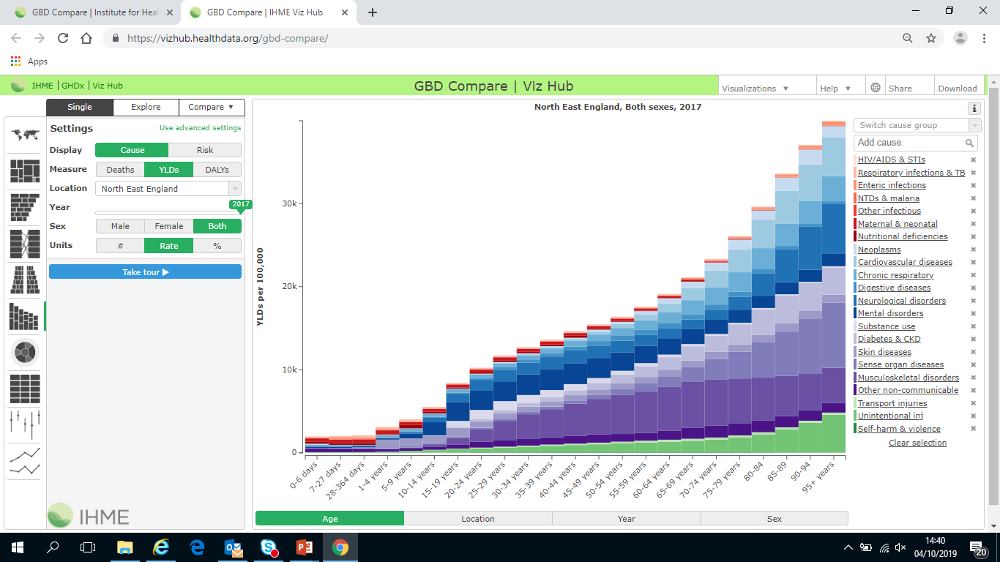 GBD Compare | Institute for Heal
GBD Compare | IHME Viz Hub
https://vizhub.healthdata.org/gbd-compare/
Apps
IHME | GHDx | Viz Hub
GBD Compare | Viz Hub
Visualizations
Help
Share
Download
Single
Explore
Compare
Settings
Use advanced settings
Display
Cause
Risk
Measure
Deaths
YLDs
DALYs
Location
North East England
Year
2017
Sex
Male
Female
Both
Units
#
Rate
%
Take tour
IHME
North East England, Both sexes, 2017
i
YLDs per 100,000
30k
20k
10k
0
0-6 days
7-27 days
28-364 days
1-4 years
5-9 years
10-14 years
15-19 years
20-24 years
25-29 years
30-34 years
35-39 years
40-44 years
45-49 years
50-54 years
55-59 years
60-64 years
65-69 years
70-74 years
75-79 years
80-84
85-89
90-94
95+ years
Age
Location
Year
Sex
Switch cause group
Add cause
HIV/AIDS & STIs
Respiratory infections & TB
Enteric infections
NTDs & malaria
Other infectious
Maternal & neonatal
Nutritional deficiencies
Neoplasms
Cardiovascular diseases
Chronic respiratory
Digestive diseases
Neurological disorders
Mental disorders
Substance use
Diabetes & CKD
Skin diseases
Sense organ diseases
Musculoskeletal disorders
Other non-communicable
Transport injuries
Unintentional inj
Self-harm & violence
Clear selection
14:40
04/10/2019
20